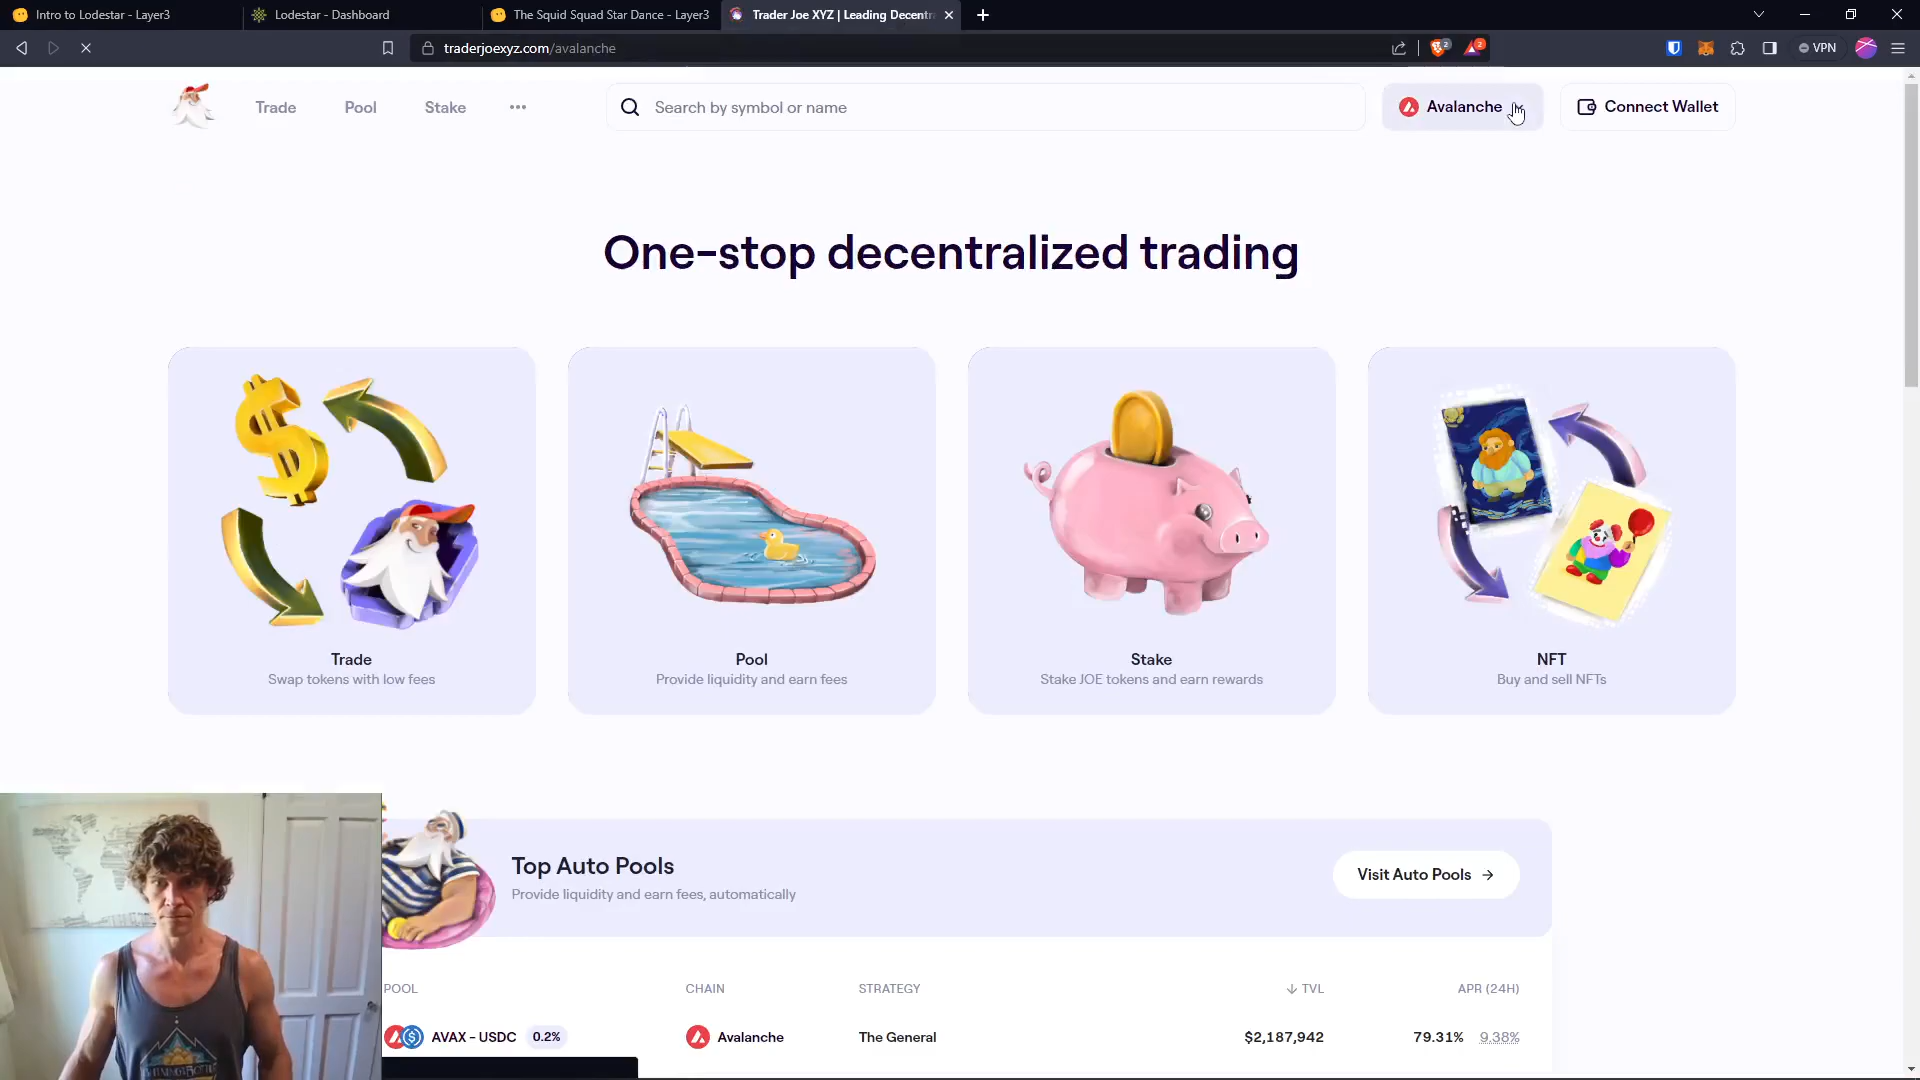 Intro to Lodestar - Layer3
Lodestar - Dashboard
The Squid Squad Star Dance - Layer3
Trader Joe XYZ | Leading Decentr
traderjoexyz.com/avalanche
2
2
VPN
Trade
Pool
Stake
Search by symbol or name
Avalanche
Connect Wallet
One-stop decentralized trading
Trade
Swap tokens with low fees
Pool
Provide liquidity and earn fees
Stake
Stake JOE tokens and earn rewards
NFT
Buy and sell NFTs
Top Auto Pools
Provide liquidity and earn fees, automatically
Visit Auto Pools
POOL CHAIN STRATEGY TVL APR (24H)
AVAX - USDC 0.2% Avalanche The General $2,187,942 79.31% 9.38%